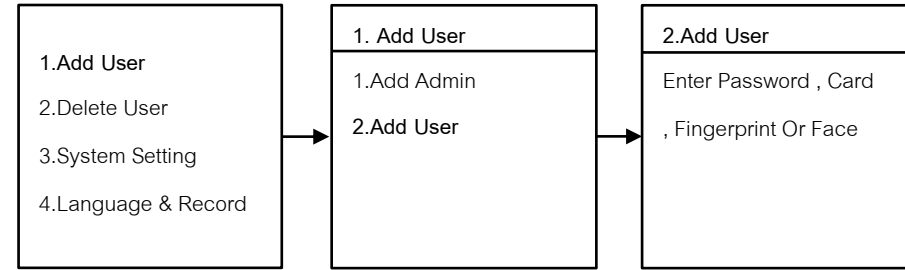 1.Add User
2.Delete User
3.System Setting
4.Language & Record
1. Add User
1.Add Admin
2.Add User
2.Add User
Enter Password , Card
, Fingerprint Or Face